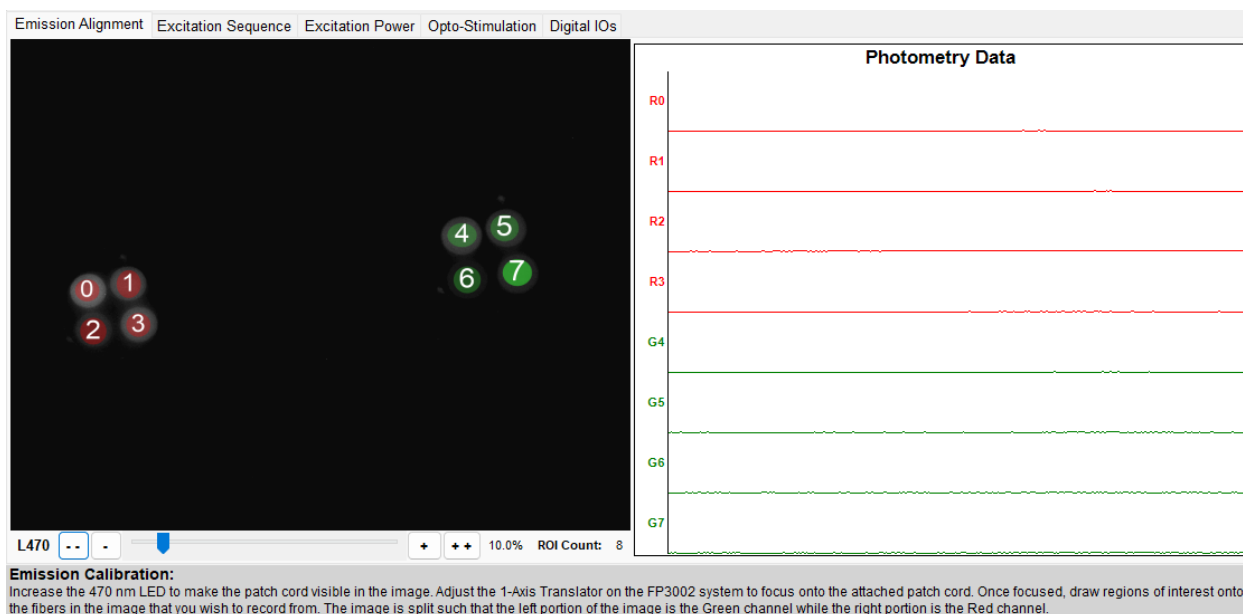 Emission Alignment Excitation Sequence Excitation Power Opto-Stimulation Digital IOs
Photometry Data
R0
R1
R2
R3
G4
G5
G6
G7
4 5
6 7
0 1
2 3
L470 -- - + ++ 10.0% ROI Count: 8
Emission Calibration:
Increase the 470 nm LED to make the patch cord visible in the image. Adjust the 1-Axis Translator on the FP3002 system to focus onto the attached patch cord. Once focused, draw regions of interest onto
the fibers in the image that you wish to record from. The image is split such that the left portion of the image is the Green channel while the right portion is the Red channel.